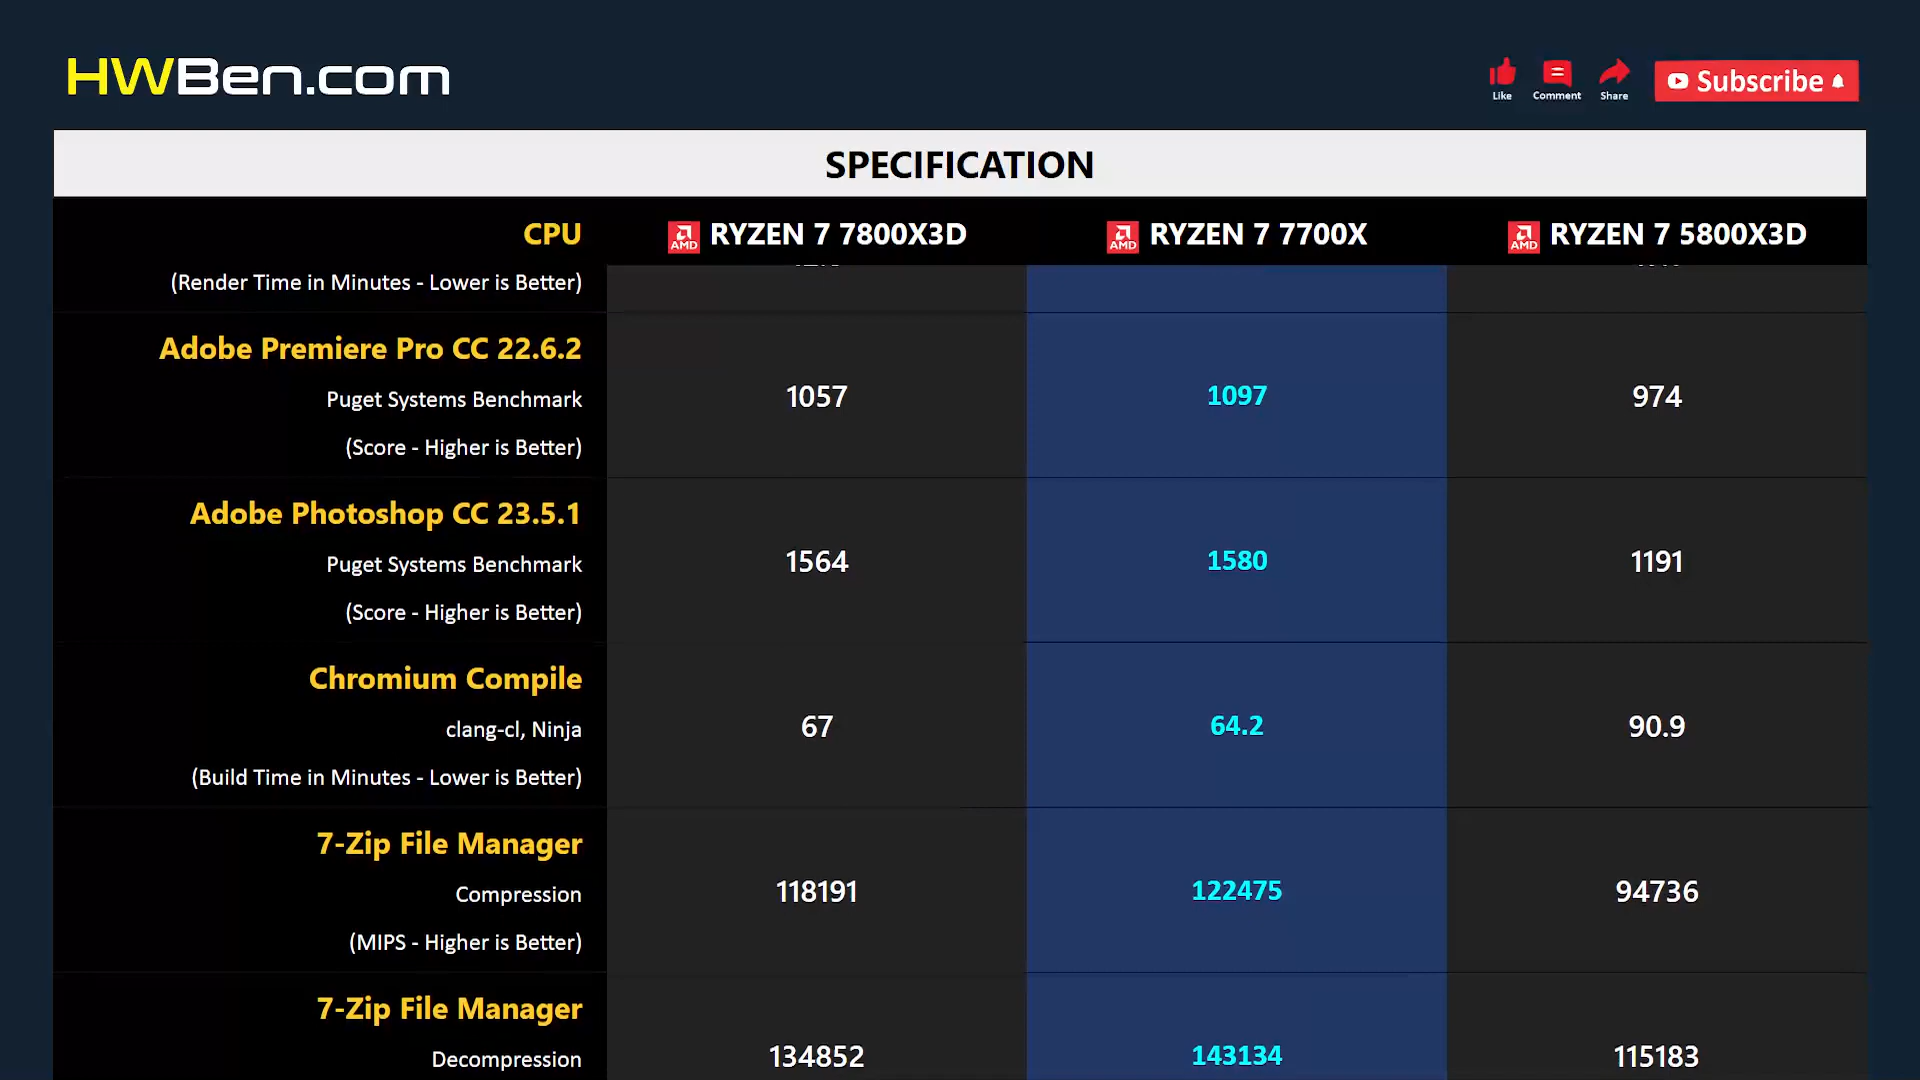 HWBen.com
Like
Comment
Share
Subscribe
SPECIFICATION
CPU
AMD RYZEN 7 7800X3D
AMD RYZEN 7 7700X
AMD RYZEN 7 5800X3D
(Render Time in Minutes - Lower is Better)
Adobe Premiere Pro CC 22.6.2
Puget Systems Benchmark
(Score - Higher is Better)
1057
1097
974
Adobe Photoshop CC 23.5.1
Puget Systems Benchmark
(Score - Higher is Better)
1564
1580
1191
Chromium Compile
clang-cl, Ninja
(Build Time in Minutes - Lower is Better)
67
64.2
90.9
7-Zip File Manager
Compression
(MIPS - Higher is Better)
118191
122475
94736
7-Zip File Manager
Decompression
134852
143134
115183